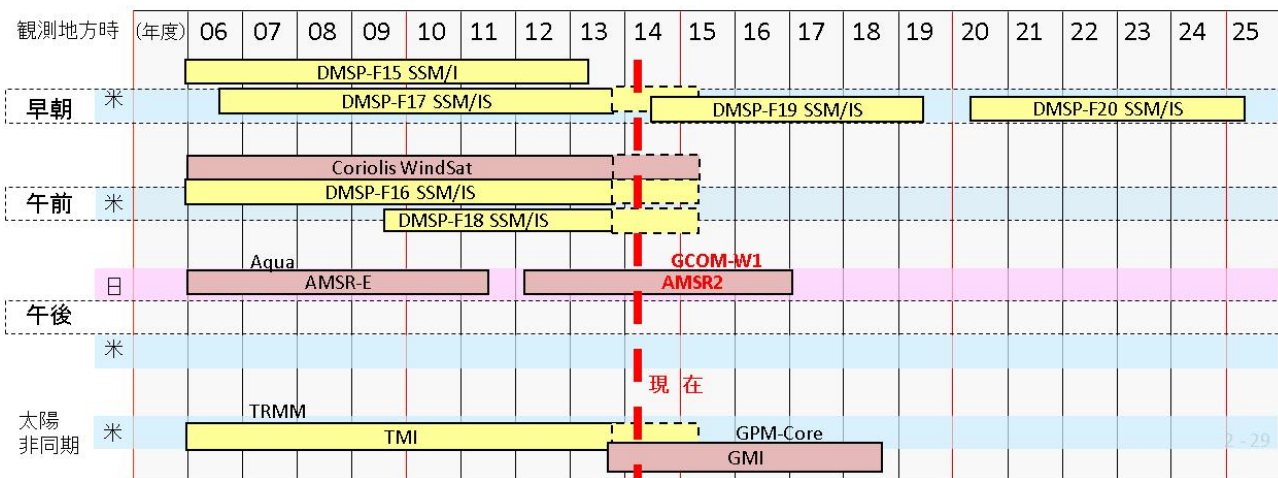 観測地方時 (年度) 06 07 08 09 10 11 12 13 14 15 16 17 18 19 20 21 22 23 24 25
DMSP-F15 SSM/I
早朝 米 DMSP-F17 SSM/IS DMSP-F19 SSM/IS DMSP-F20 SSM/IS
Coriolis WindSat
午前 米 DMSP-F16 SSM/IS
DMSP-F18 SSM/IS
Aqua GCOM-W1
日 AMSR-E AMSR2
午後
米
現在
TRMM
太陽
非同期 米 TMI GPM-Core
2-29
GMI